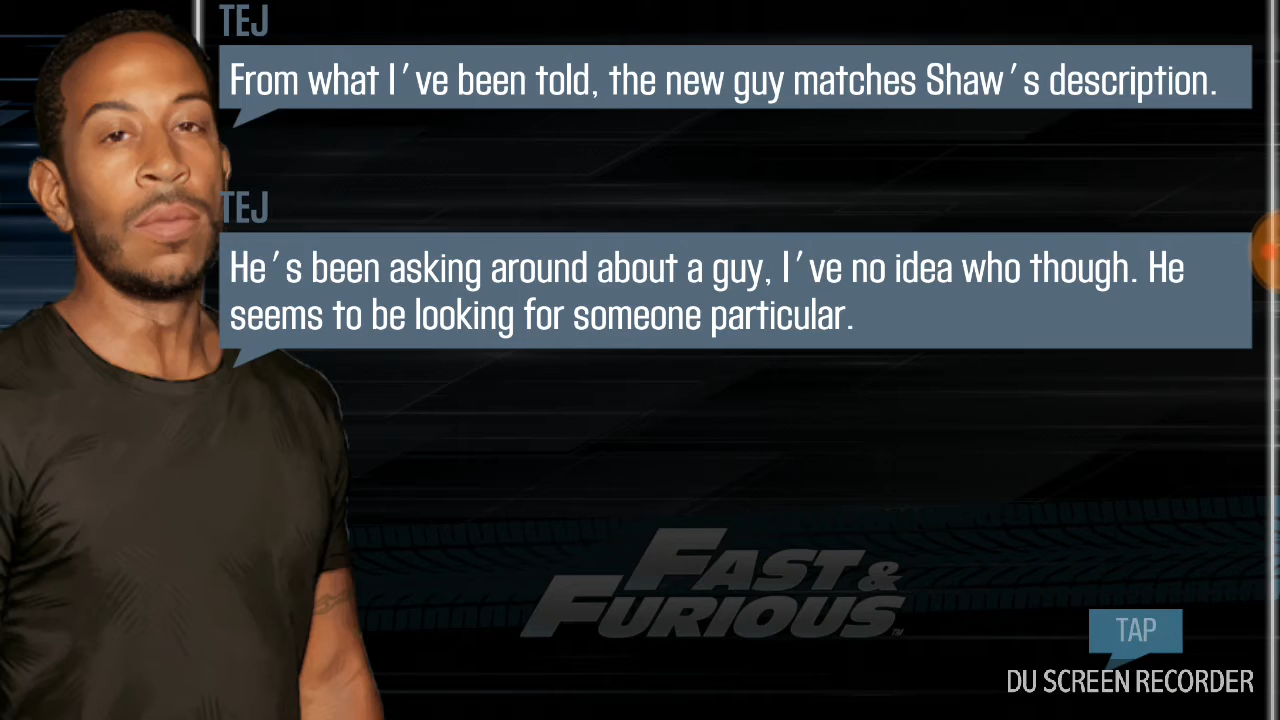 TEJ
From what I've been told, the new guy matches Shaw's description.
TEJ
He's been asking around about a guy, I've no idea who though. He
seems to be looking for someone particular.
FAST &
FURIOUS™
TAP
DU SCREEN RECORDER